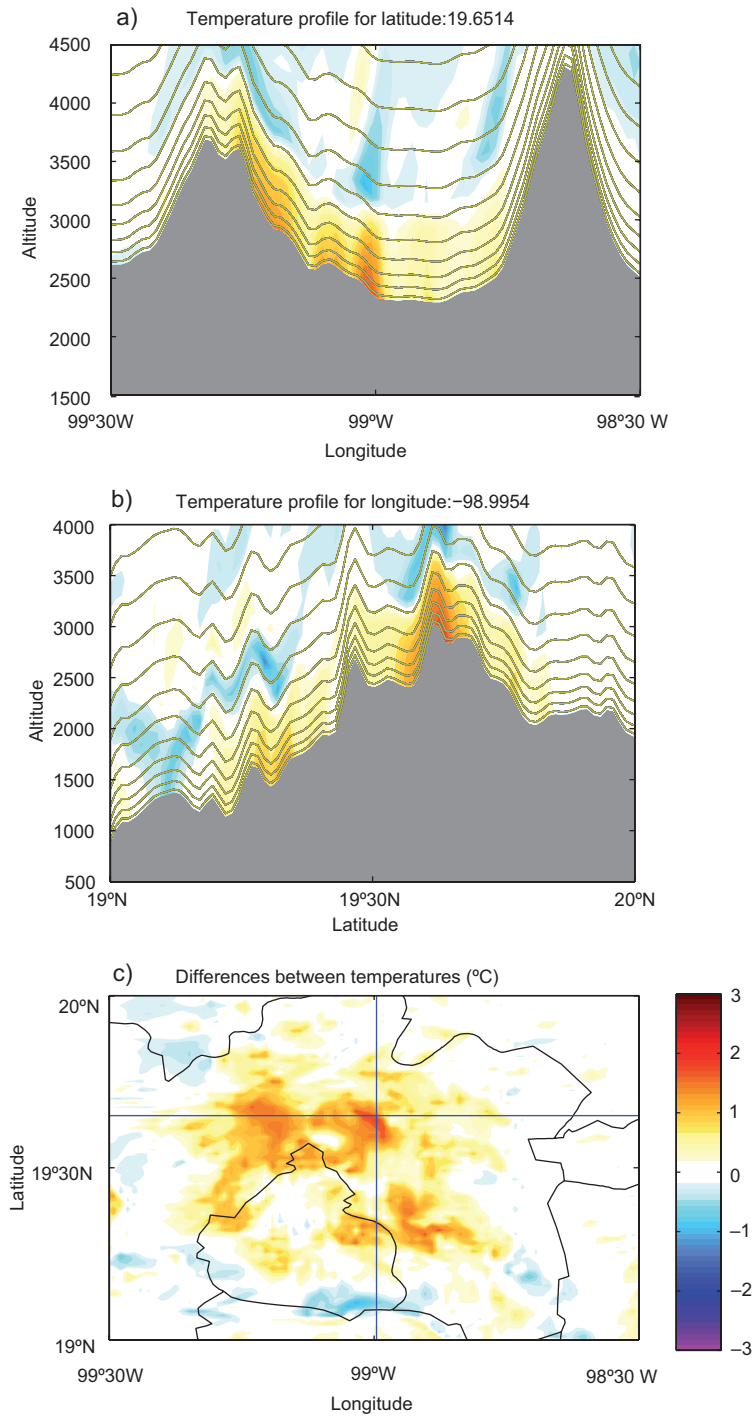 a) Temperature profile for latitude:19.6514
4500
4000
3500
3000
2500
2000
1500
Altitude
99º30 W
99ºW
98º30 W
Longitude
b) Temperature profile for longitude:−98.9954
4000
3500
3000
2500
2000
1500
1000
500
Altitude
19ºN
19º30N
20ºN
Latitude
c) Differences between temperatures (ºC)
20ºN
19º30N
19ºN
Latitude
99º30W
99ºW
98º30 W
Longitude
3
2
1
0
−1
−2
−3